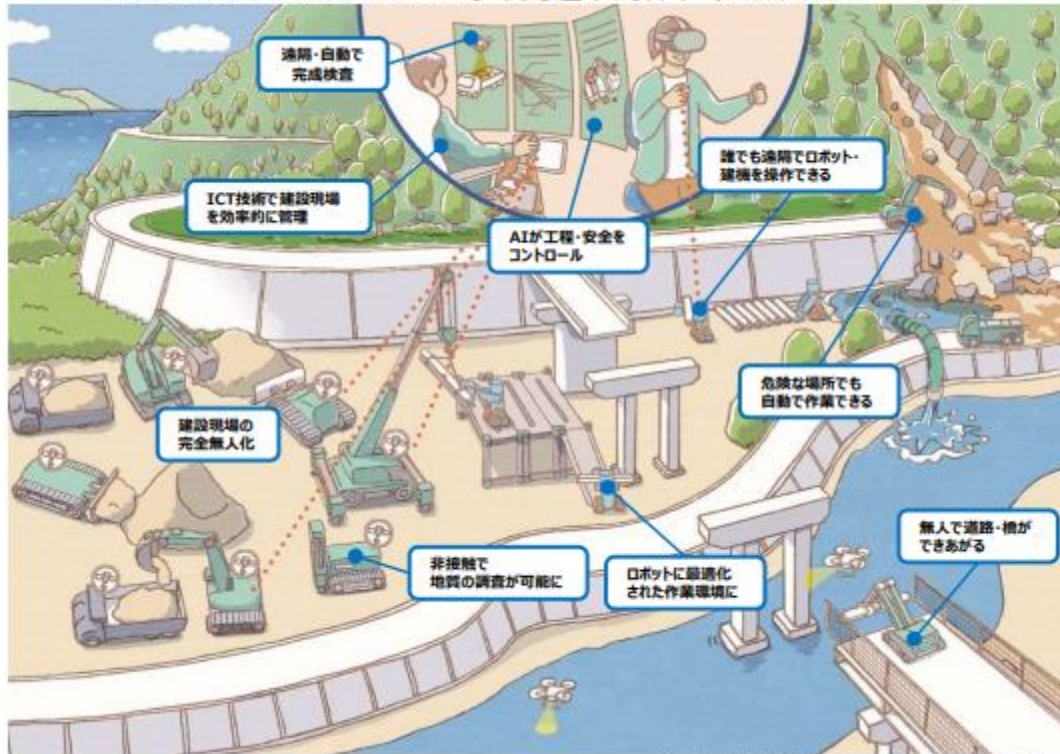 遠隔・自動で
完成検査
誰でも遠隔でロボット・
建機を操作できる
ICT技術で建設現場
を効率的に管理
AIが工程・安全を
コントロール
危険な場所でも
自動で作業できる
建設現場の
完全無人化
無人で道路・橋が
できあがる
非接触で
地質の調査が可能に
ロボットに最適化
された作業環境に